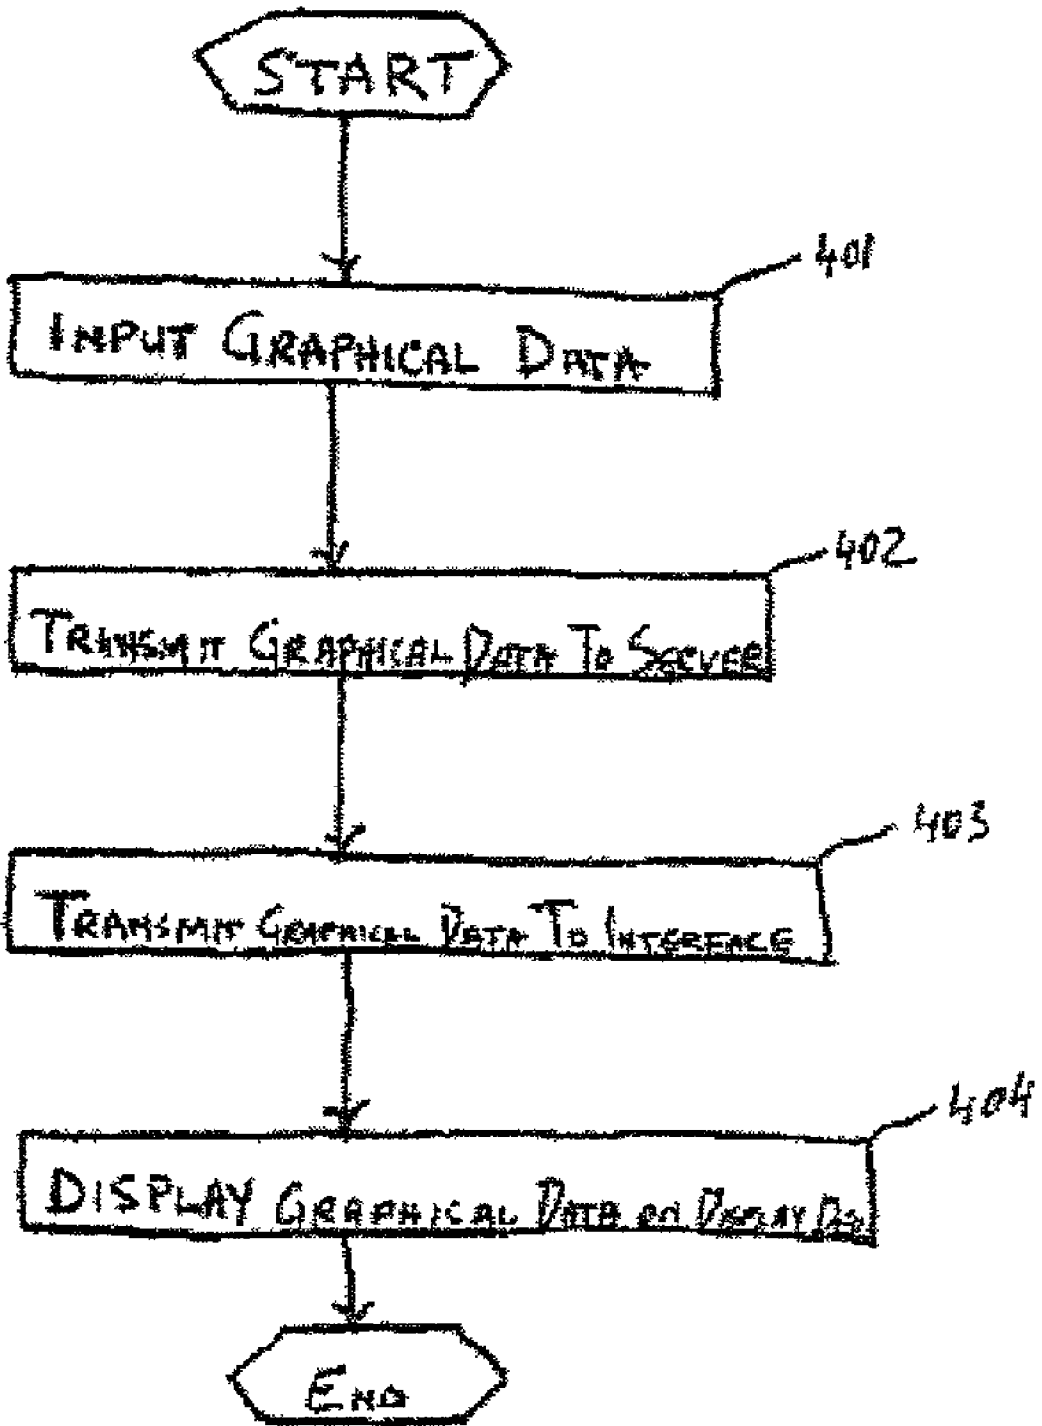 START
401
INPUT GRAPHICAL DATA
402
TRANSMIT GRAPHICAL DATA TO SERVER
403
TRANSMIT GRAPHICAL DATA TO INTERFACE
404
DISPLAY GRAPHICAL DATA ON DISPLAY
END